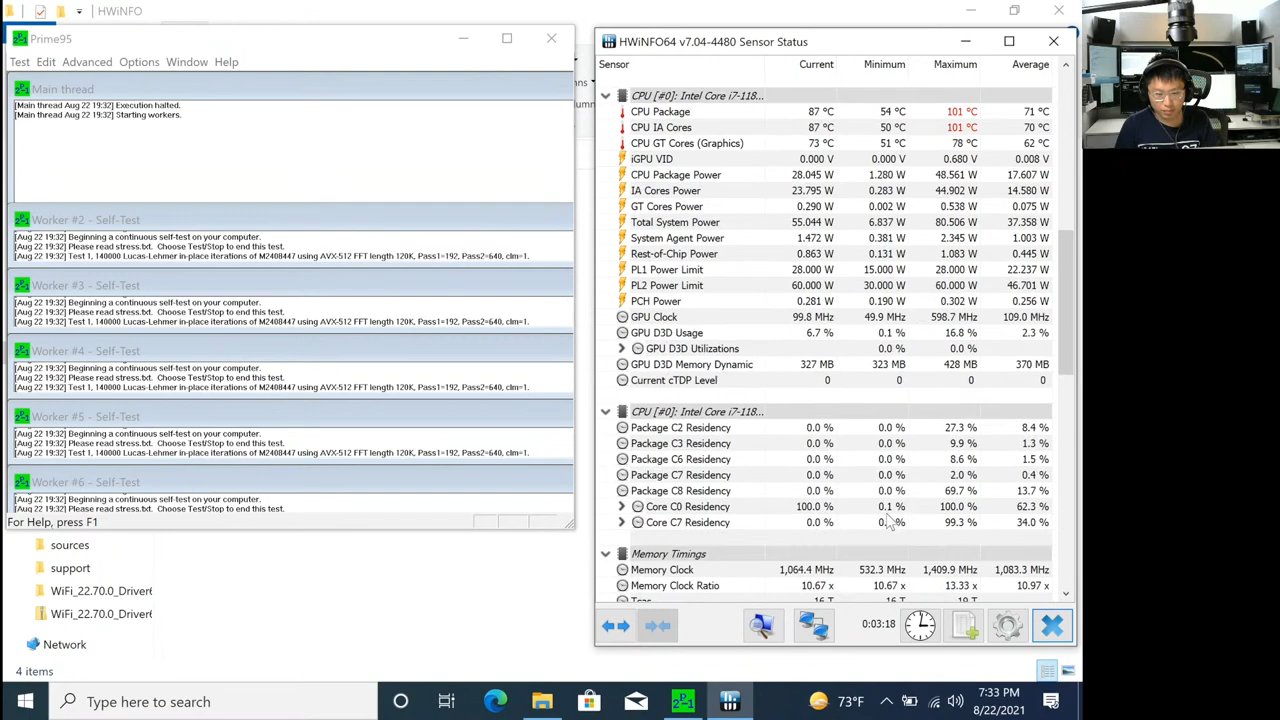 HWiNFO
Prime95
Test Edit Advanced Options Window Help
Main thread
[Main thread Aug 22 19:32] Execution halted.
[Main thread Aug 22 19:32] Starting workers.
Worker #2 - Self-Test
[Aug 22 19:32] Beginning a continuous self-test on your computer.
[Aug 22 19:32] Please read stress.txt. Choose Test/Stop to end this test.
[Aug 22 19:32] Test 1, 140000 Lucas-Lehmer in-place iterations of M2408447 using AVX-512 FFT length 120K, Pass1=192, Pass2=640, clm=1.
Worker #3 - Self-Test
[Aug 22 19:32] Beginning a continuous self-test on your computer.
[Aug 22 19:32] Please read stress.txt. Choose Test/Stop to end this test.
[Aug 22 19:32] Test 1, 140000 Lucas-Lehmer in-place iterations of M2408447 using AVX-512 FFT length 120K, Pass1=192, Pass2=640, clm=1.
Worker #4 - Self-Test
[Aug 22 19:32] Beginning a continuous self-test on your computer.
[Aug 22 19:32] Please read stress.txt. Choose Test/Stop to end this test.
[Aug 22 19:32] Test 1, 140000 Lucas-Lehmer in-place iterations of M2408447 using AVX-512 FFT length 120K, Pass1=192, Pass2=640, clm=1.
Worker #5 - Self-Test
[Aug 22 19:32] Beginning a continuous self-test on your computer.
[Aug 22 19:32] Please read stress.txt. Choose Test/Stop to end this test.
[Aug 22 19:32] Test 1, 140000 Lucas-Lehmer in-place iterations of M2408447 using AVX-512 FFT length 120K, Pass1=192, Pass2=640, clm=1.
Worker #6 - Self-Test
[Aug 22 19:32] Beginning a continuous self-test on your computer.
[Aug 22 19:32] Please read stress.txt. Choose Test/Stop to end this test.
For Help, press F1
sources
support
WiFi_22.70.0_Driver6
WiFi_22.70.0_Driver6
Network
4 items
HWiNFO64 v7.04-4480 Sensor Status
Sensor Current Minimum Maximum Average
CPU [#0]: Intel Core i7-118...
CPU Package 87 °C 54 °C 101 °C 71 °C
CPU IA Cores 87 °C 50 °C 101 °C 70 °C
CPU GT Cores (Graphics) 73 °C 51 °C 78 °C 62 °C
iGPU VID 0.000 V 0.000 V 0.680 V 0.008 V
CPU Package Power 28.045 W 1.280 W 48.561 W 17.607 W
IA Cores Power 23.795 W 0.283 W 44.902 W 14.580 W
GT Cores Power 0.290 W 0.002 W 0.538 W 0.075 W
Total System Power 55.044 W 6.837 W 80.506 W 37.358 W
System Agent Power 1.472 W 0.381 W 2.345 W 1.003 W
Rest-of-Chip Power 0.863 W 0.131 W 1.083 W 0.445 W
PL1 Power Limit 28.000 W 15.000 W 28.000 W 22.237 W
PL2 Power Limit 60.000 W 30.000 W 60.000 W 46.701 W
PCH Power 0.281 W 0.190 W 0.302 W 0.256 W
GPU Clock 99.8 MHz 49.9 MHz 598.7 MHz 109.0 MHz
GPU D3D Usage 6.7 % 0.1 % 16.8 % 2.3 %
GPU D3D Utilizations 0.0 % 0.0 %
GPU D3D Memory Dynamic 327 MB 323 MB 428 MB 370 MB
Current cTDP Level 0 0 0 0
CPU [#0]: Intel Core i7-118...
Package C2 Residency 0.0 % 0.0 % 27.3 % 8.4 %
Package C3 Residency 0.0 % 0.0 % 9.9 % 1.3 %
Package C6 Residency 0.0 % 0.0 % 8.6 % 1.5 %
Package C7 Residency 0.0 % 0.0 % 2.0 % 0.4 %
Package C8 Residency 0.0 % 0.0 % 69.7 % 13.7 %
Core C0 Residency 100.0 % 0.1 % 100.0 % 62.3 %
Core C7 Residency 0.0 % % 99.3 % 34.0 %
Memory Timings
Memory Clock 1,064.4 MHz 532.3 MHz 1,409.9 MHz 1,083.3 MHz
Memory Clock Ratio 10.67 x 10.67 x 13.33 x 10.97 x
0:03:18
Type here to search
73°F
7:33 PM
8/22/2021